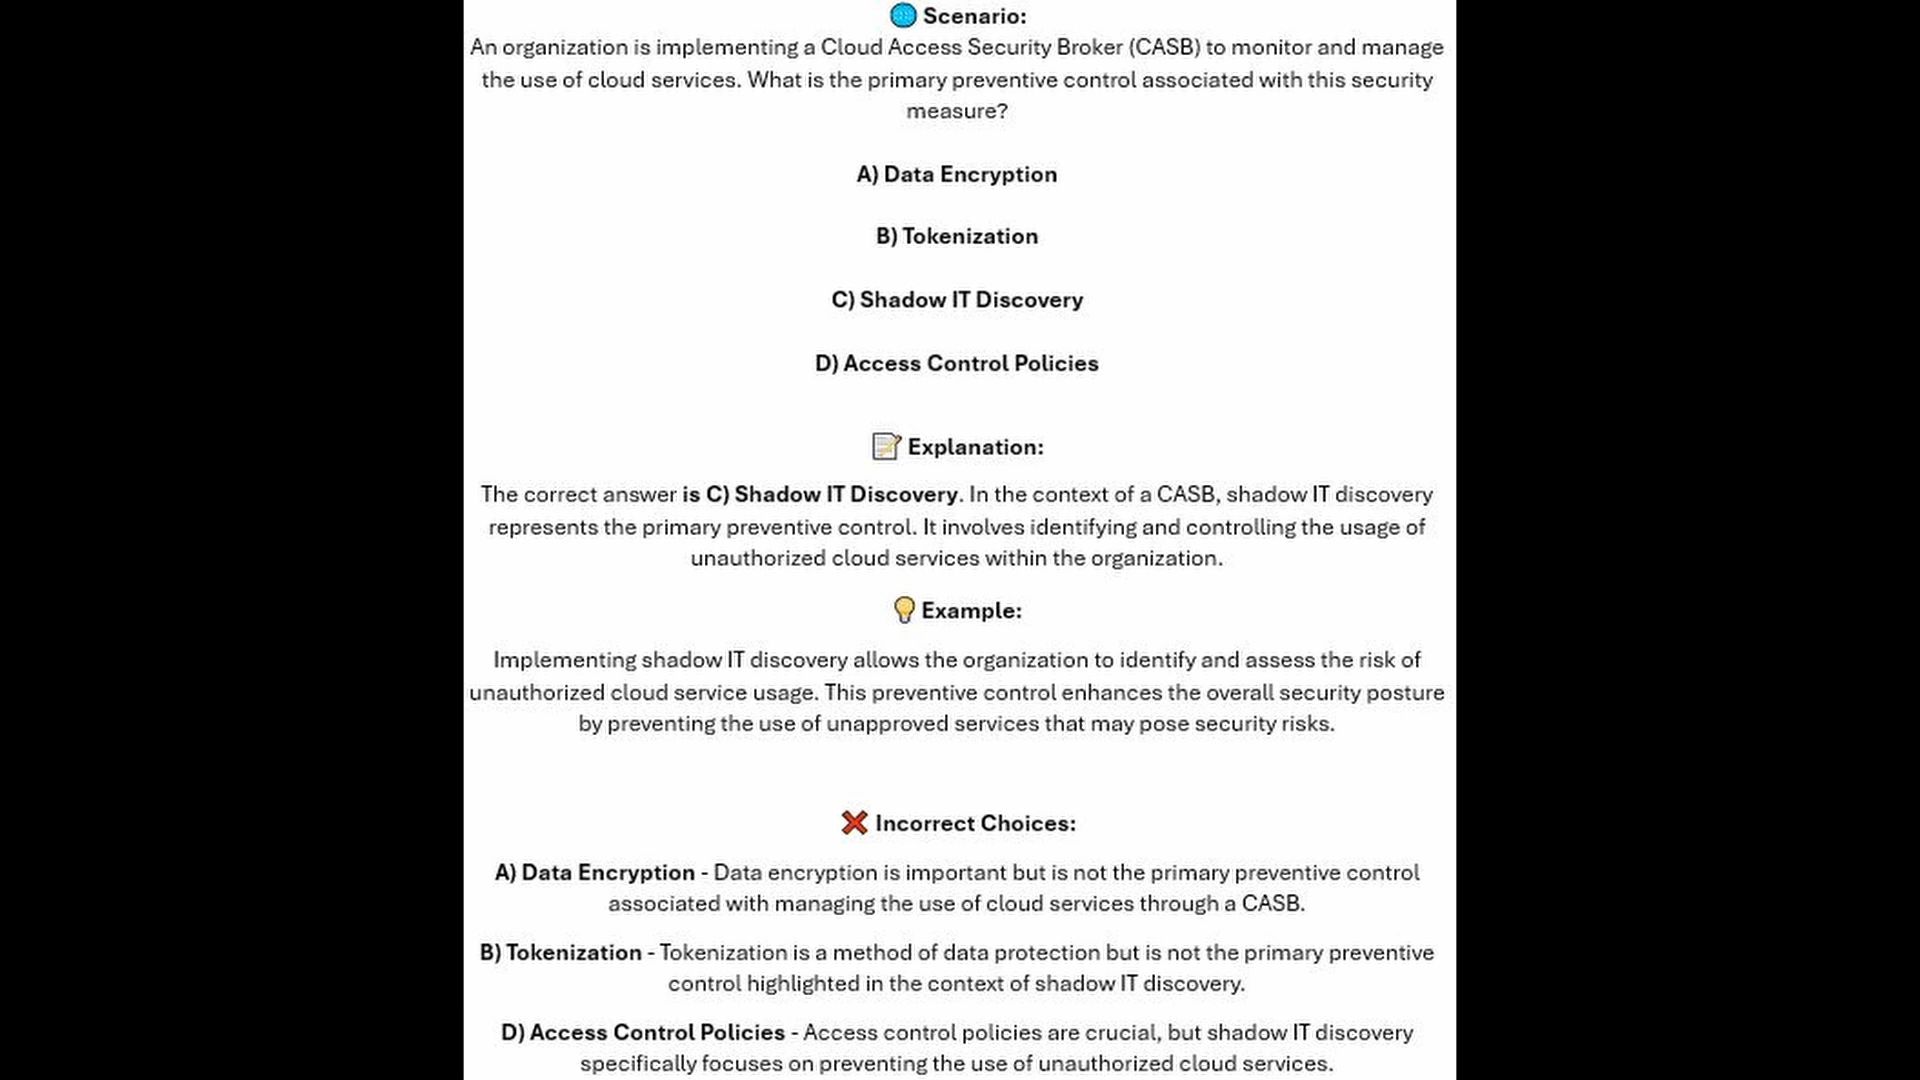 Scenario:
An organization is implementing a Cloud Access Security Broker (CASB) to monitor and manage
the use of cloud services. What is the primary preventive control associated with this security
measure?
A) Data Encryption
B) Tokenization
C) Shadow IT Discovery
D) Access Control Policies
Explanation:
The correct answer is C) Shadow IT Discovery. In the context of a CASB, shadow IT discovery
represents the primary preventive control. It involves identifying and controlling the usage of
unauthorized cloud services within the organization.
Example:
Implementing shadow IT discovery allows the organization to identify and assess the risk of
unauthorized cloud service usage. This preventive control enhances the overall security posture
by preventing the use of unapproved services that may pose security risks.
Incorrect Choices:
A) Data Encryption - Data encryption is important but is not the primary preventive control
associated with managing the use of cloud services through a CASB.
B) Tokenization - Tokenization is a method of data protection but is not the primary preventive
control highlighted in the context of shadow IT discovery.
D) Access Control Policies - Access control policies are crucial, but shadow IT discovery
specifically focuses on preventing the use of unauthorized cloud services.